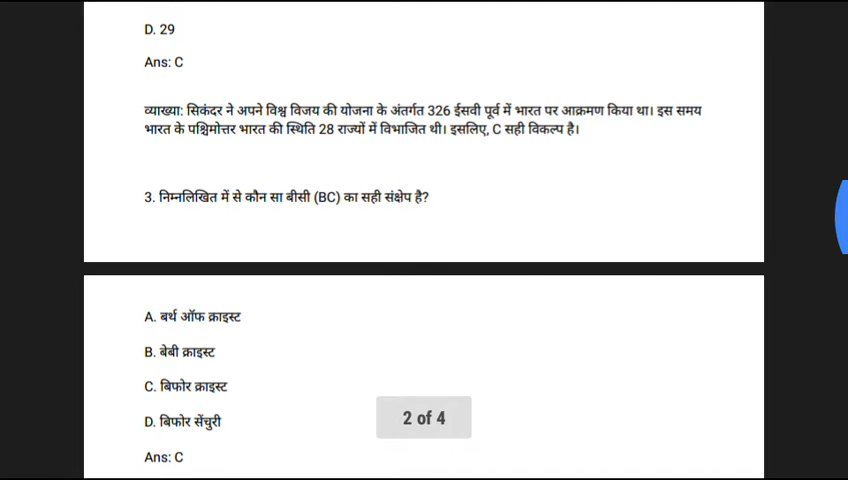 D. 29
Ans: C
व्याख्या: सिकंदर ने अपने विश्व विजय की योजना के अंतर्गत 326 ईसवी पूर्व में भारत पर आक्रमण किया था। इस समय
भारत के पश्चिमोत्तर भारत की स्थिति 28 राज्यों में विभाजित थी। इसलिए, C सही विकल्प है।
3. निम्नलिखित में से कौन सा बीसी (BC) का सही संक्षेप है?
A. बर्थ ऑफ क्राइस्ट
B. बेबी क्राइस्ट
C. बिफोर क्राइस्ट
D. बिफोर सेंचुरी
2 of 4
Ans: C